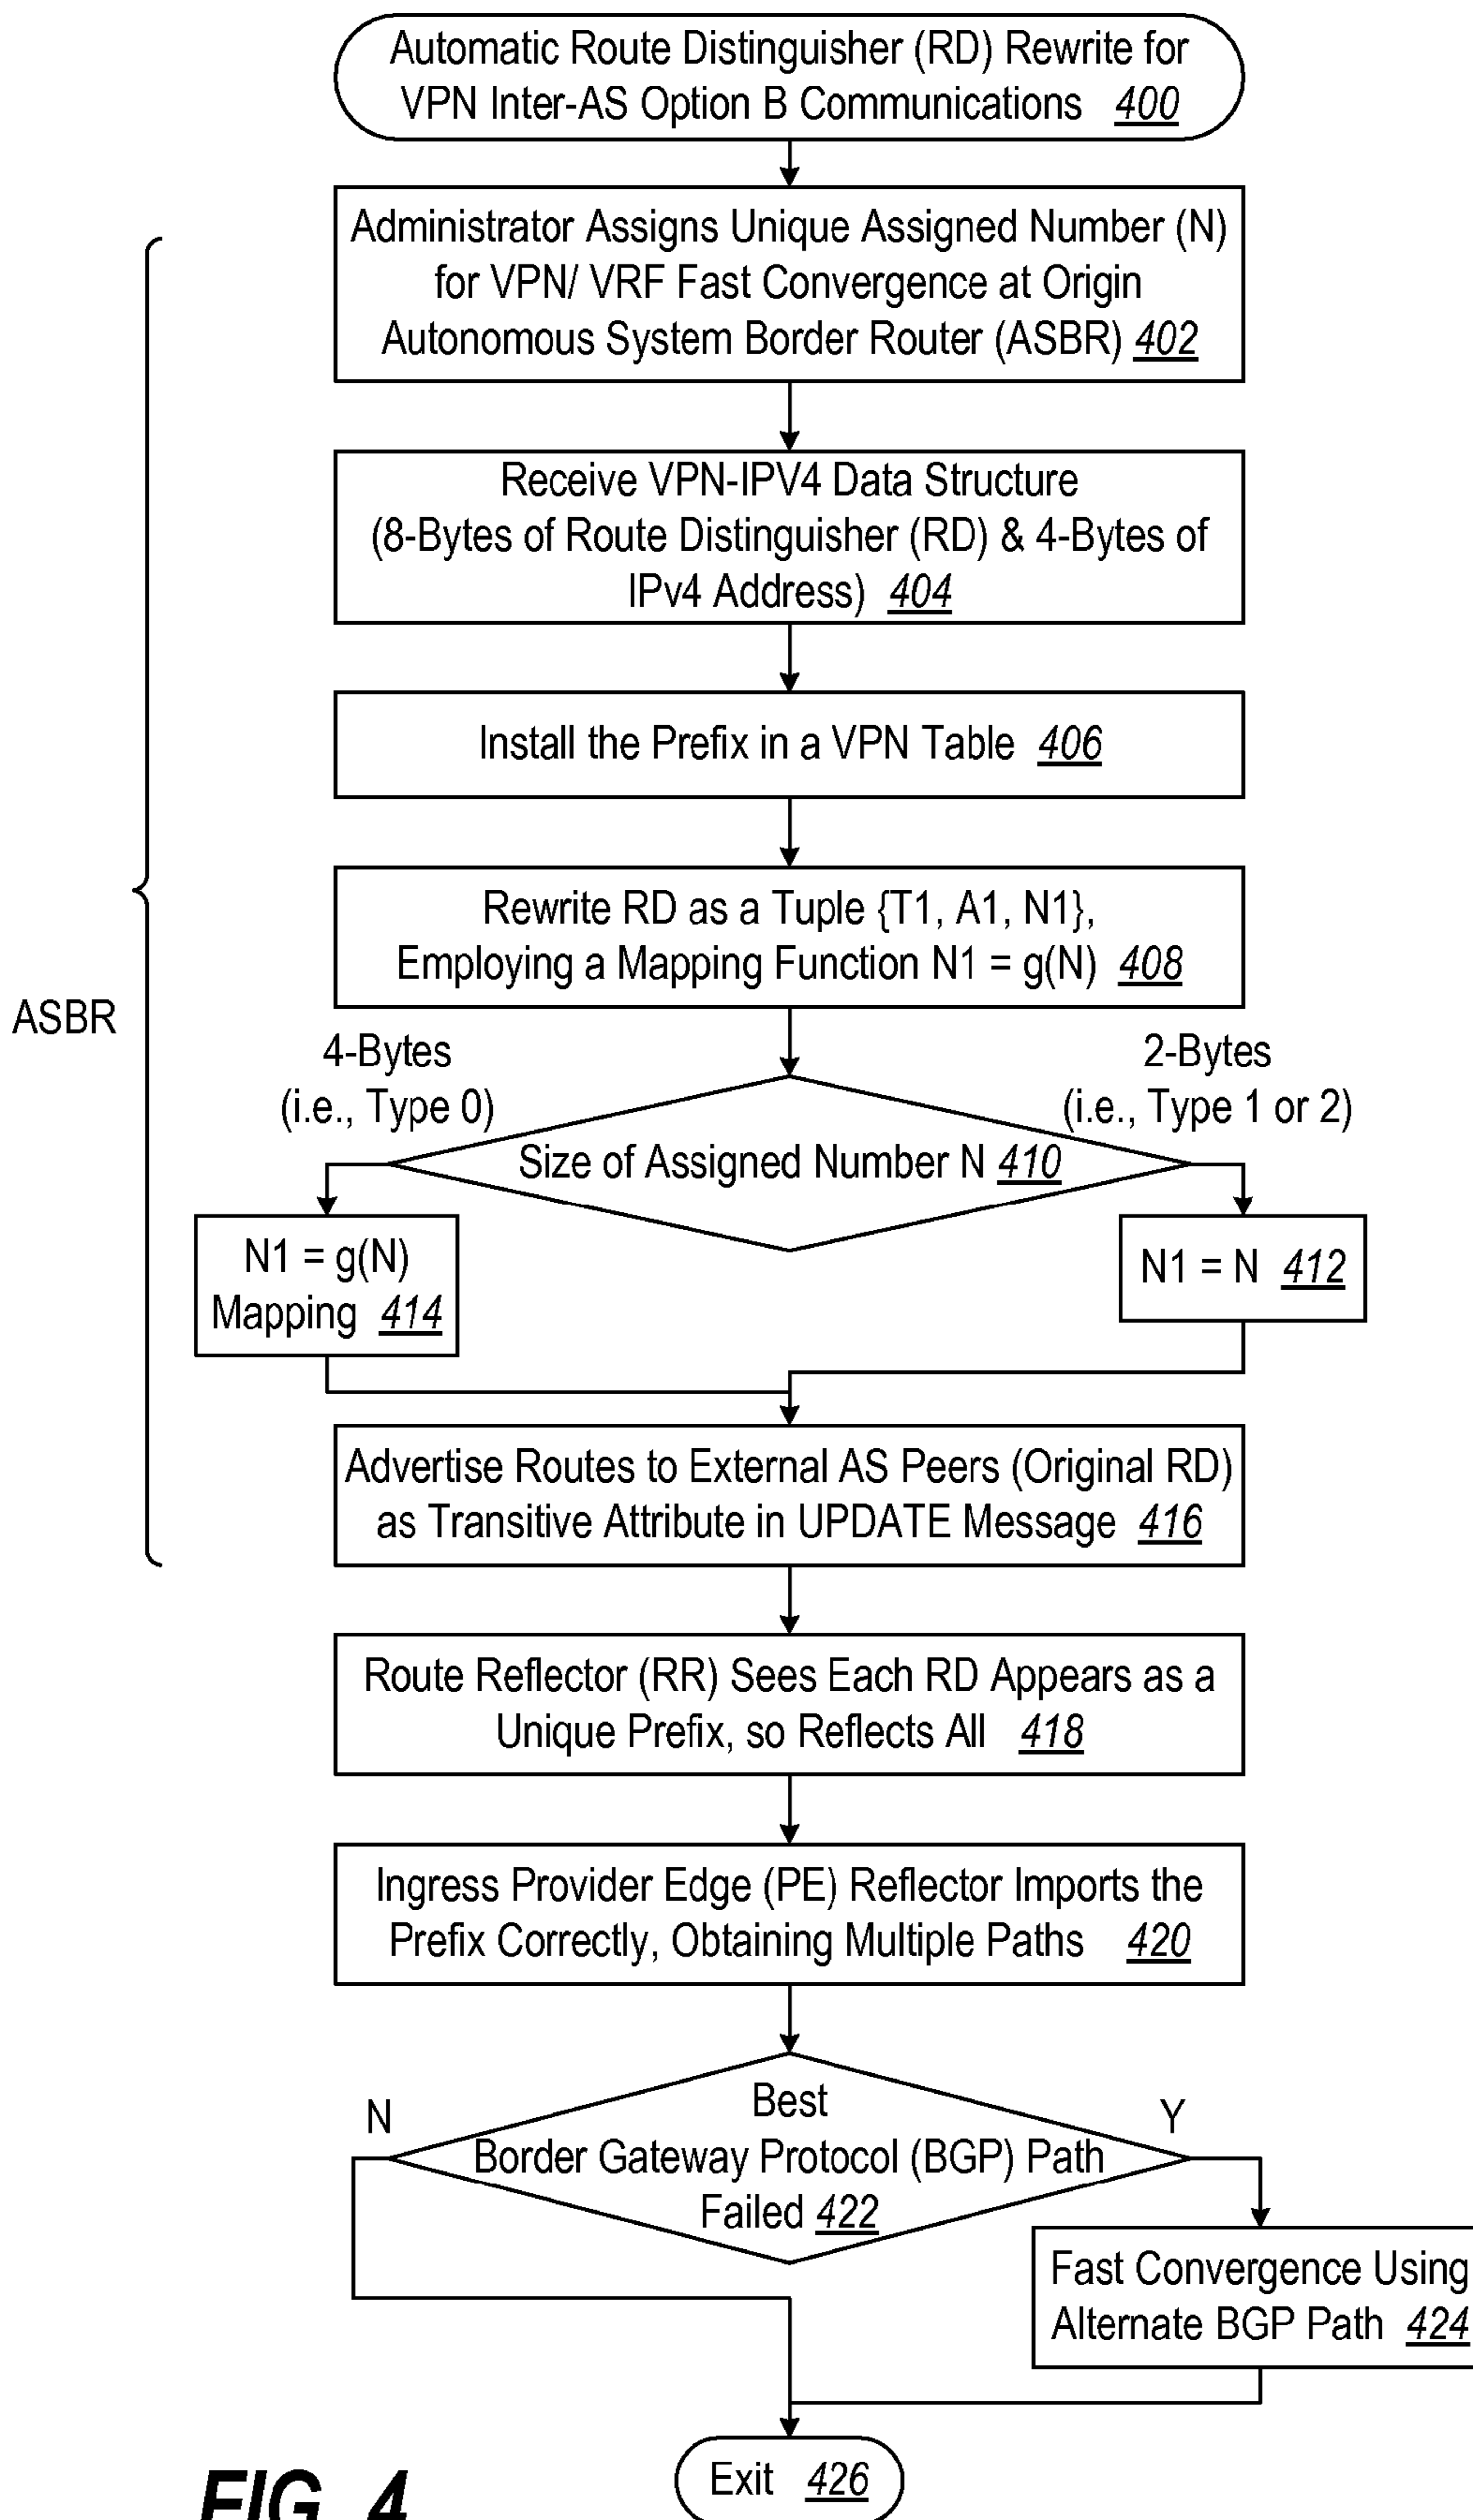 Automatic Route Distinguisher (RD) Rewrite for
VPN Inter-AS Option B Communications 400
Administrator Assigns Unique Assigned Number (N)
for VPN/ VRF Fast Convergence at Origin
Autonomous System Border Router (ASBR) 402
Receive VPN-IPV4 Data Structure
(8-Bytes of Route Distinguisher (RD) & 4-Bytes of
IPv4 Address) 404
Install the Prefix in a VPN Table 406
Rewrite RD as a Tuple {T1, A1, N1},
Employing a Mapping Function N1 = g(N) 408
ASBR
4-Bytes
(i.e., Type 0)
2-Bytes
(i.e., Type 1 or 2)
Size of Assigned Number N 410
N1 = g(N)
Mapping 414
N1 = N 412
Advertise Routes to External AS Peers (Original RD)
as Transitive Attribute in UPDATE Message 416
Route Reflector (RR) Sees Each RD Appears as a
Unique Prefix, so Reflects All 418
Ingress Provider Edge (PE) Reflector Imports the
Prefix Correctly, Obtaining Multiple Paths 420
N
Y
Best
Border Gateway Protocol (BGP) Path
Failed 422
Fast Convergence Using
Alternate BGP Path 424
Exit 426
FIG. 4